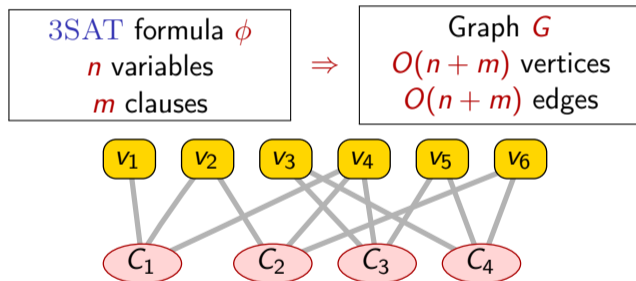 3SAT formula ϕ
n variables
m clauses
⇒
Graph G
O(n + m) vertices
O(n + m) edges
v₁ v₂ v₃ v₄ v₅ v₆
C₁ C₂ C₃ C₄